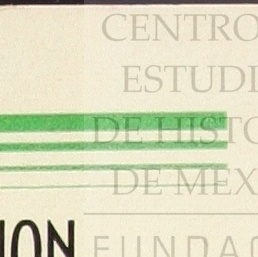 CENTRO
ESTUDI
DE HISTO
DE MEX
ION
FUNDAC